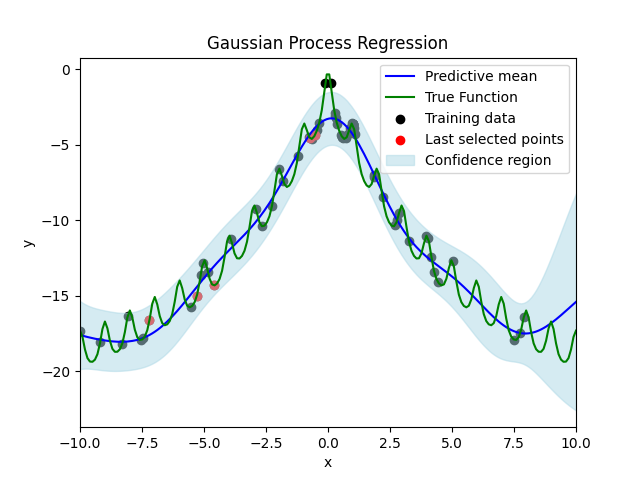 Gaussian Process Regression
Predictive mean
True Function
Training data
Last selected points
Confidence region
y
0
−5
−10
−15
−20
−10.0 −7.5 −5.0 −2.5 0.0 2.5 5.0 7.5 10.0
x